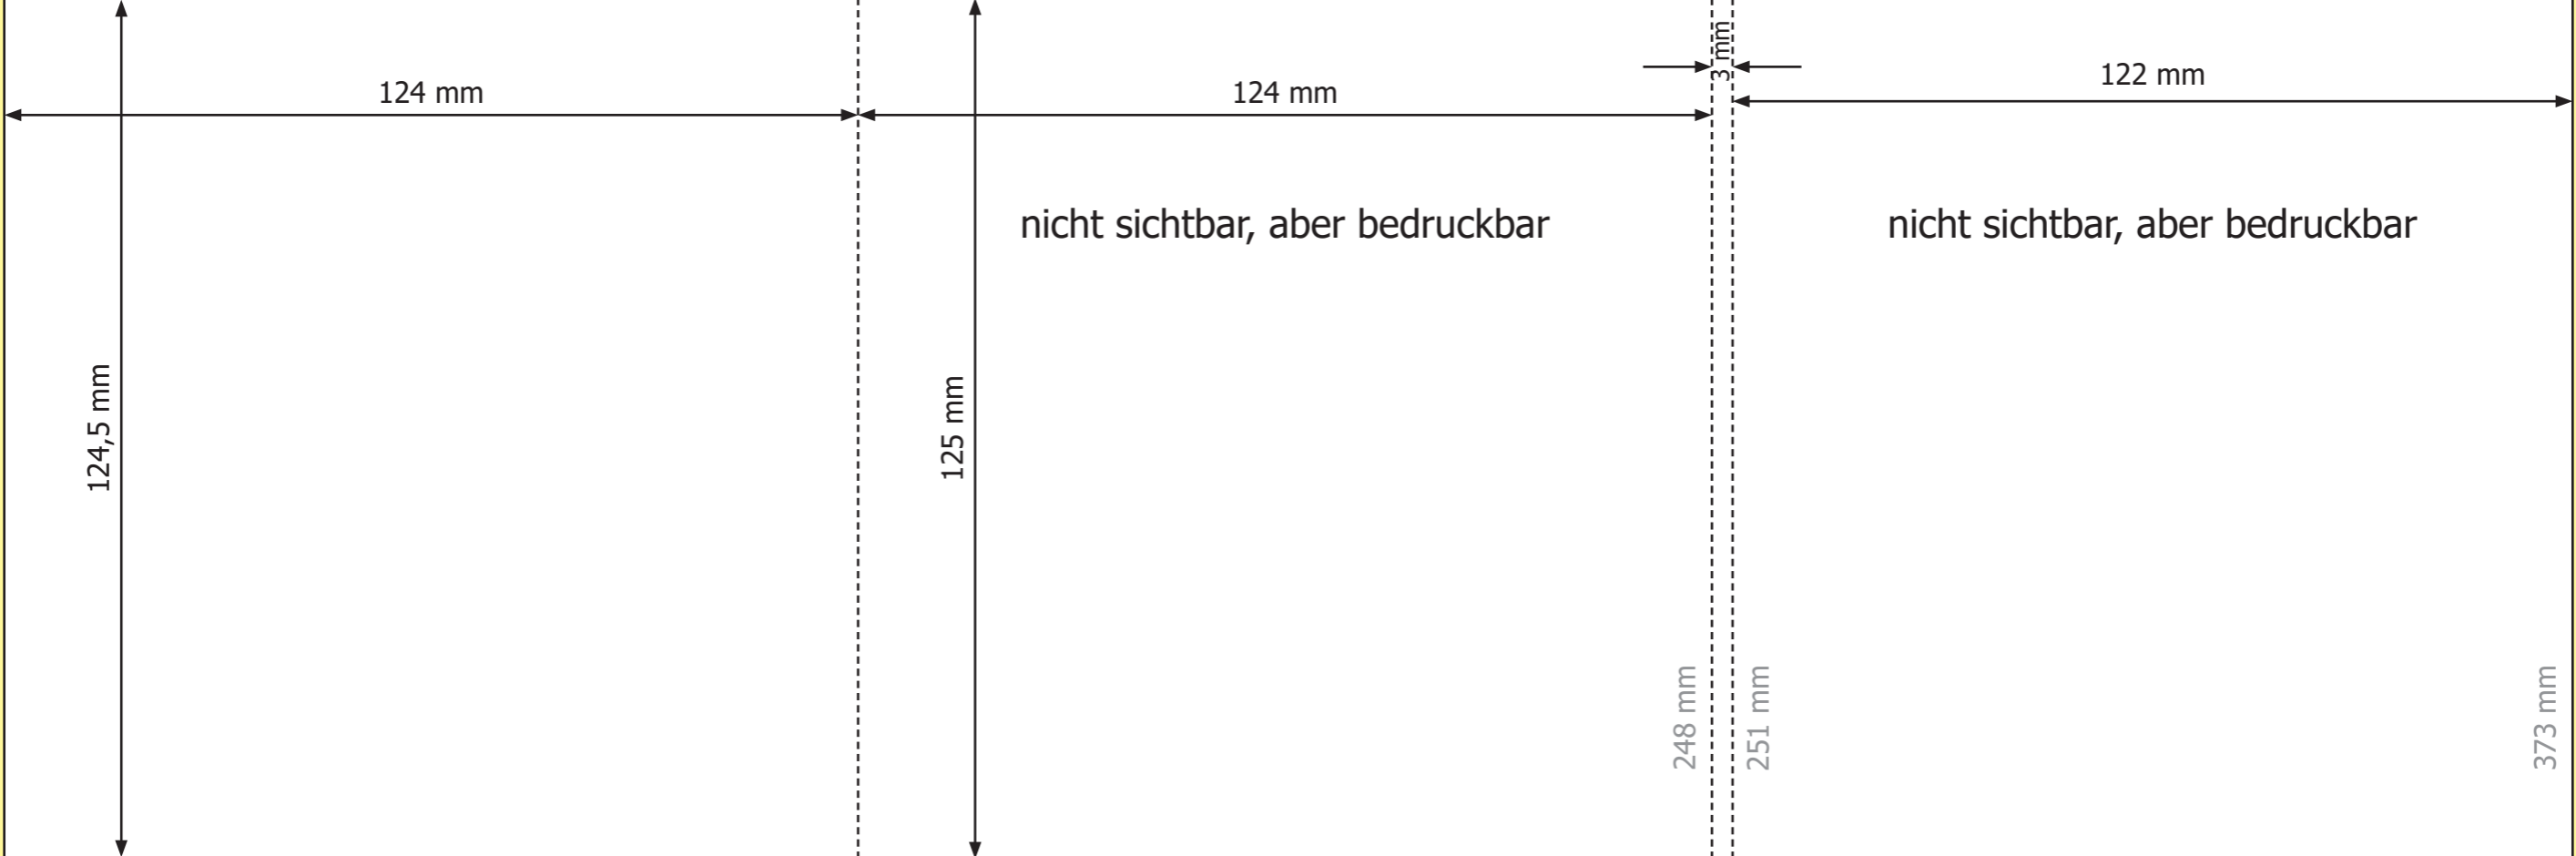 3 mm
122 mm
124 mm
124 mm
nicht sichtbar, aber bedruckbar
nicht sichtbar, aber bedruckbar
124,5 mm
125 mm
248 mm
251 mm
373 mm